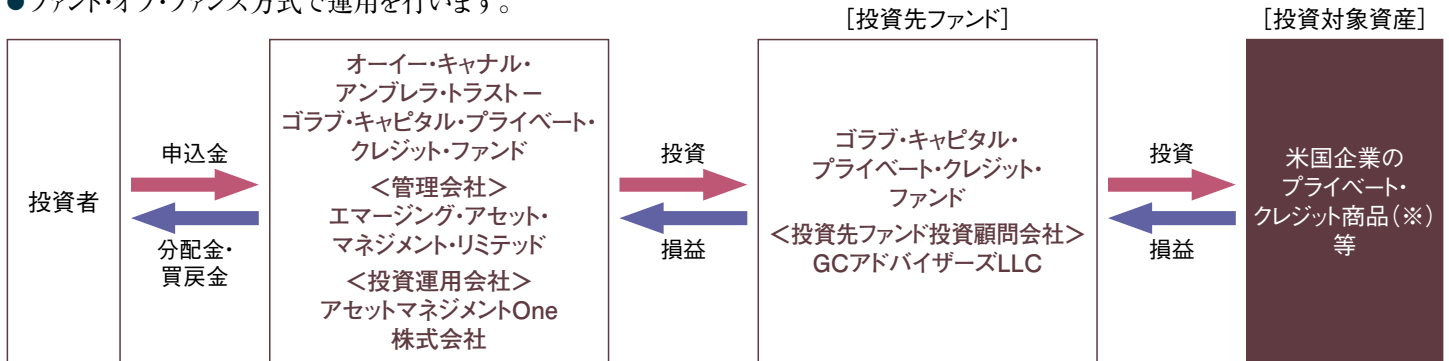 ●ファンド・オブ・ファンズ方式で運用を行います。
[投資先ファンド]
[投資対象資産]
投資者
申込金
分配金・
買戻金
オーイー・キャナル・
アンブレラ・トラスト－
ゴラブ・キャピタル・プライベート・
クレジット・ファンド
＜管理会社＞
エマージング・アセット・
マネジメント・リミテッド
＜投資運用会社＞
アセットマネジメントOne
株式会社
投資
損益
ゴラブ・キャピタル・
プライベート・クレジット・
ファンド
＜投資先ファンド投資顧問会社＞
GCアドバイザーズLLC
投資
損益
米国企業の
プライベート・
クレジット商品(※)
等